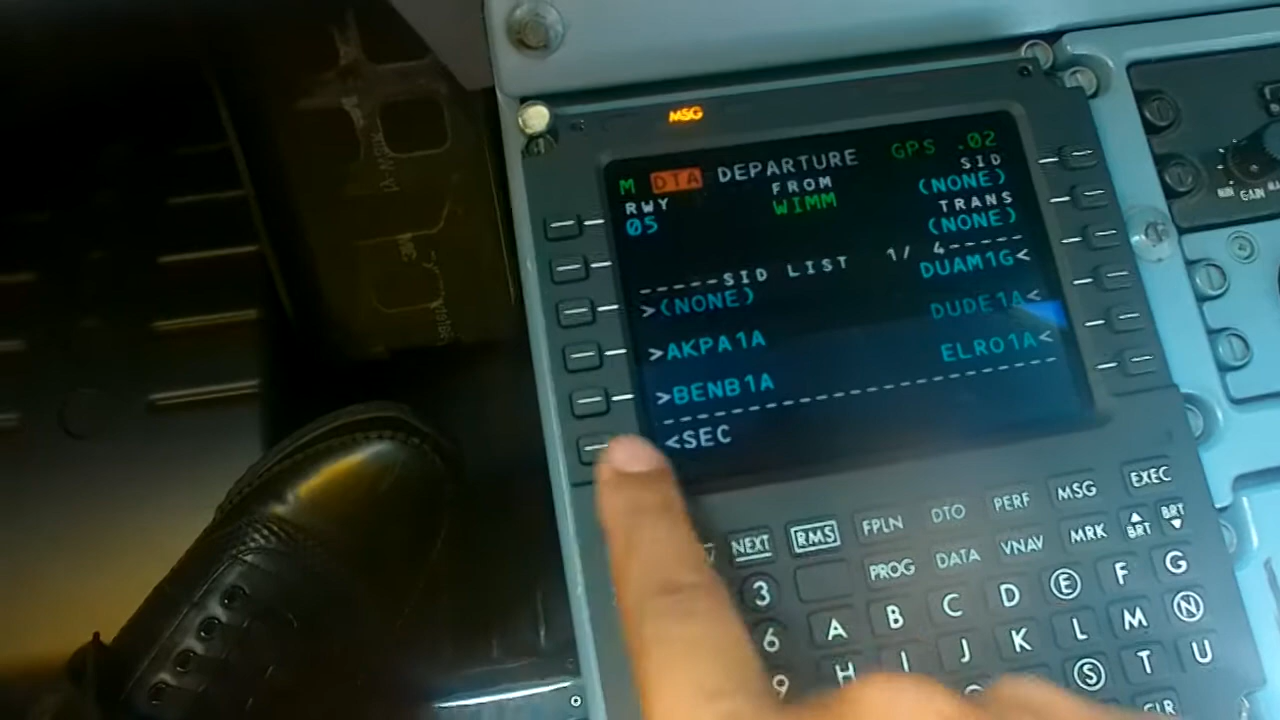 MSG
M DTA DEPARTURE GPS .02
RWY FROM SID
05 WIMM (NONE)
TRANS
(NONE)
-----SID LIST 1/ 4-----
>(NONE) DUAM1G<
>AKPA1A DUDE1A<
>BENB1A ELRO1A<
<SEC
NEXT RMS FPLN DTO PERF MSG EXEC
PROG DATA VNAV MRK BRT BRT
3 A B C D E F G
6 H I J K L M N
9 S T U
CLR
GAIN